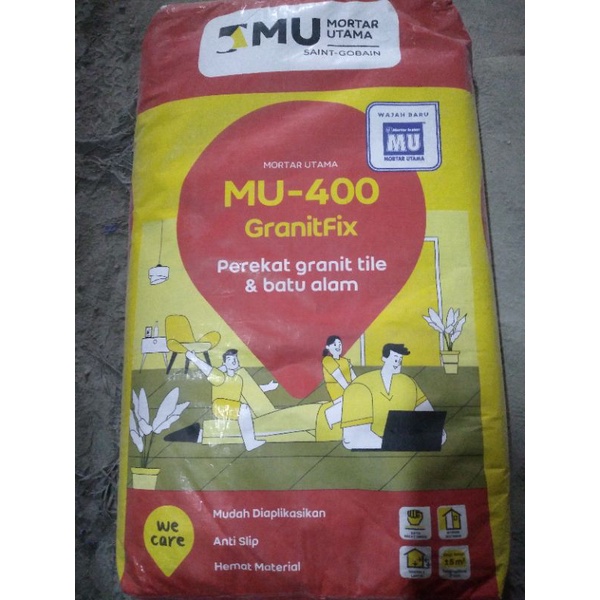 MU
MORTAR
UTAMA
SAINT-GOBAIN
WAJAH BARU
MU
MORTAR UTAMA
MORTAR UTAMA
MU-400
GranitFix
Perekat granit tile
& batu alam
we
care
Mudah Diaplikasikan
Anti Slip
Hemat Material